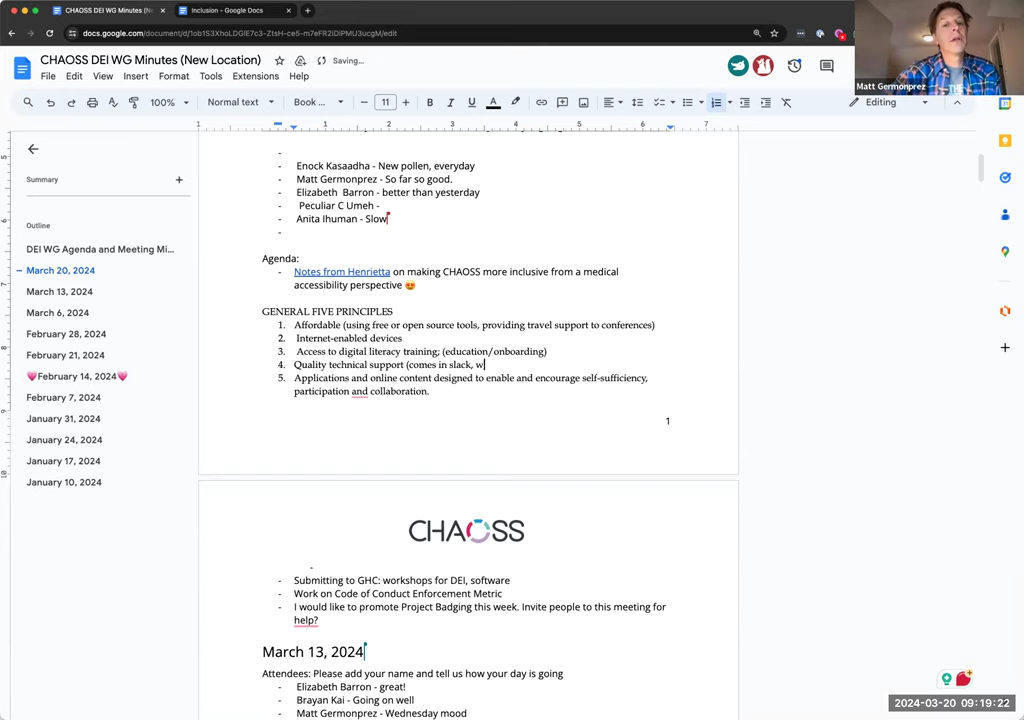 CHAOSS DEI WG Minutes (N
Inclusion - Google Docs
docs.google.com/document/d/1ob1S3XhoLDGIE7c3-ZtsH-ce5-m7eFR2iDiPMU3ucgM/edit
CHAOSS DEI WG Minutes (New Location)
Saving...
File Edit View Insert Format Tools Extensions Help
100% Normal text Book ... 11 Editing
Matt Germonprez
1 1 2 3 4 5 6 7
Summary
Outline
DEI WG Agenda and Meeting Mi...
March 20, 2024
March 13, 2024
March 6, 2024
February 28, 2024
February 21, 2024
💗February 14, 2024💗
February 7, 2024
January 31, 2024
January 24, 2024
January 17, 2024
January 10, 2024
-
- Enock Kasaadha - New pollen, everyday
- Matt Germonprez - So far so good.
- Elizabeth Barron - better than yesterday
- Peculiar C Umeh -
- Anita Ihuman - Slow
-
Agenda:
- Notes from Henrietta on making CHAOSS more inclusive from a medical
accessibility perspective 😍
GENERAL FIVE PRINCIPLES
1. Affordable (using free or open source tools, providing travel support to conferences)
2. Internet-enabled devices
3. Access to digital literacy training; (education/onboarding)
4. Quality technical support (comes in slack, w
5. Applications and online content designed to enable and encourage self-sufficiency,
participation and collaboration.
1
CHAOSS
-
- Submitting to GHC: workshops for DEI, software
- Work on Code of Conduct Enforcement Metric
- I would like to promote Project Badging this week. Invite people to this meeting for
help?
March 13, 2024
Attendees: Please add your name and tell us how your day is going
- Elizabeth Barron - great!
- Brayan Kai - Going on well
- Matt Germonprez - Wednesday mood
2024-03-20 09:19:22